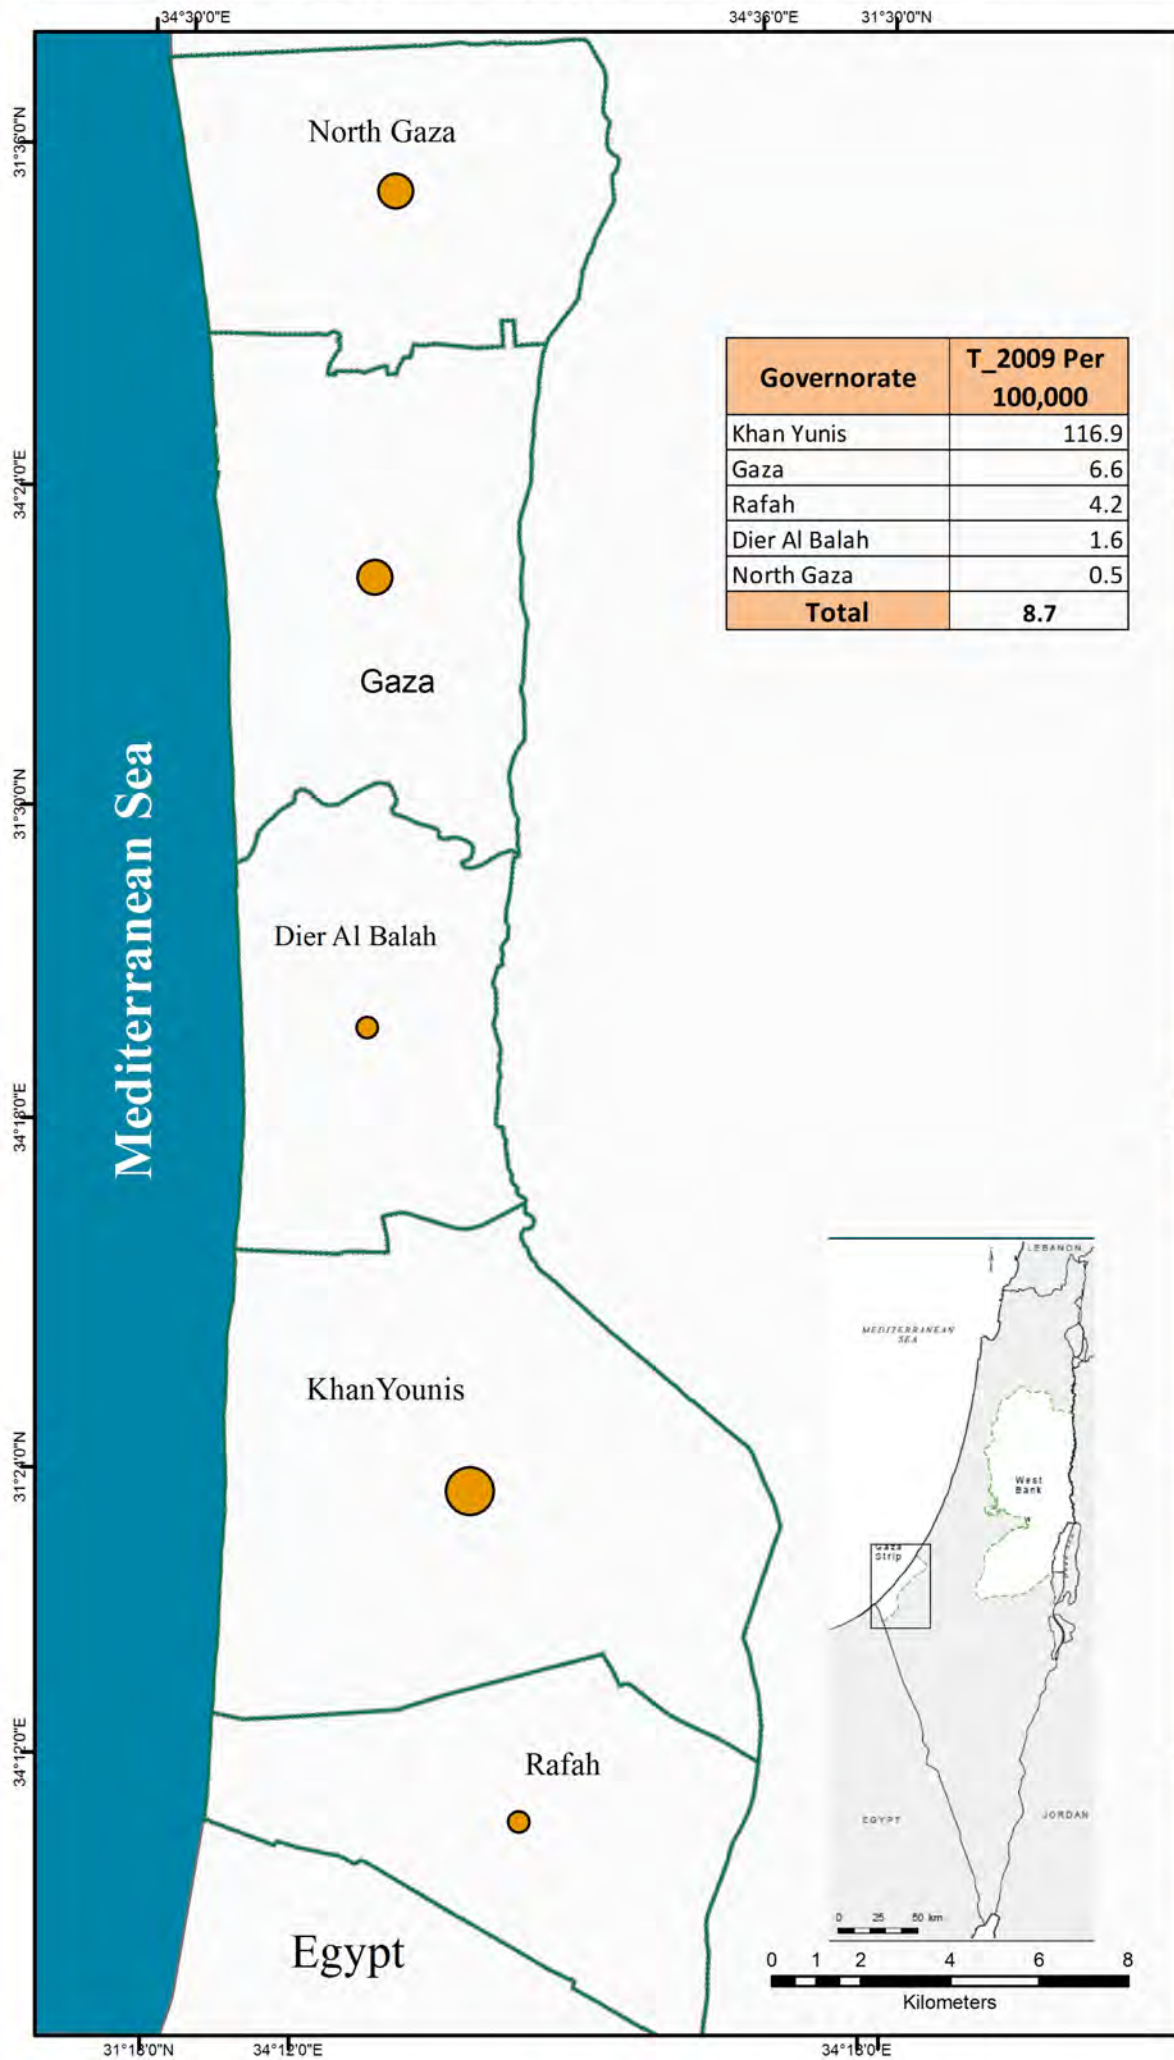 34°30'0"E
34°36'0"E
31°30'0"N
31°36'0"N
North Gaza
Governorate
T_2009 Per
100,000
Khan Yunis
116.9
Gaza
6.6
Rafah
4.2
Dier Al Balah
1.6
North Gaza
0.5
Total
8.7
34°24'0"E
Gaza
Mediterranean Sea
31°30'0"N
Dier Al Balah
34°18'0"E
KhanYounis
31°24'0"N
34°12'0"E
Rafah
Egypt
LEBANON
MEDITERRANEAN
SEA
West
Bank
Gaza
Strip
EGYPT
JORDAN
0 25 50 km
0 1 2 4 6 8
Kilometers
31°18'0"N
34°12'0"E
34°18'0"E